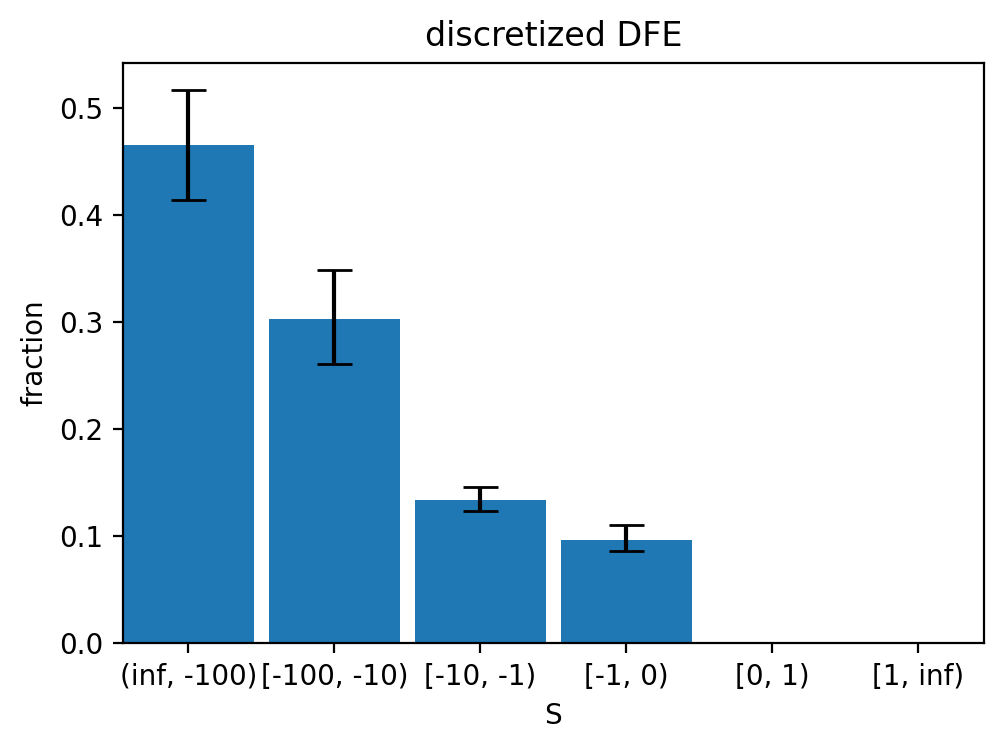 discretized DFE
0.5
0.4
0.3
0.2
0.1
0.0
fraction
(inf, -100) [-100, -10) [-10, -1) [-1, 0) [0, 1) [1, inf)
S